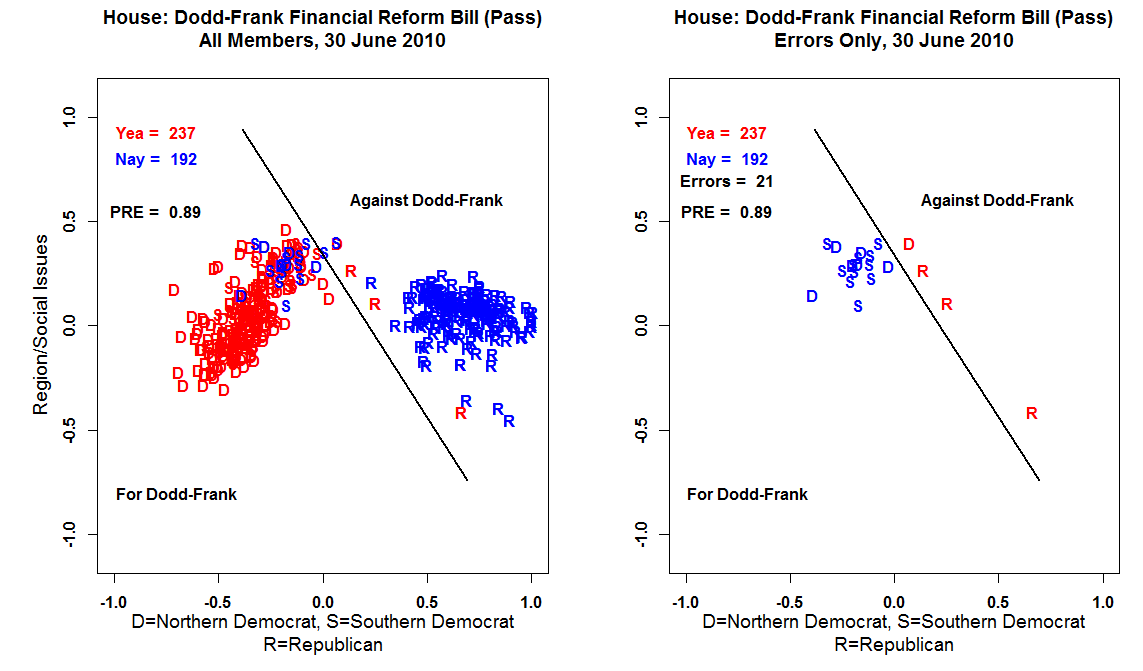 House: Dodd-Frank Financial Reform Bill (Pass)
All Members, 30 June 2010
Yea = 237
Nay = 192
PRE = 0.89
Against Dodd-Frank
For Dodd-Frank
Region/Social Issues
1.0
0.5
0.0
-0.5
-1.0
-1.0 -0.5 0.0 0.5 1.0
D=Northern Democrat, S=Southern Democrat
R=Republican
House: Dodd-Frank Financial Reform Bill (Pass)
Errors Only, 30 June 2010
Yea = 237
Nay = 192
Errors = 21
PRE = 0.89
Against Dodd-Frank
For Dodd-Frank
1.0
0.5
0.0
-0.5
-1.0
-1.0 -0.5 0.0 0.5 1.0
D=Northern Democrat, S=Southern Democrat
R=Republican